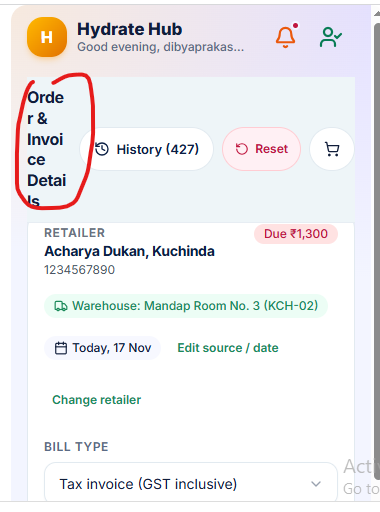 H
Hydrate Hub
Good evening, dibyaprakas...
Orde
r &
Invoi
ce
Detai
ls
History (427)
Reset
RETAILER
Due ₹1,300
Acharya Dukan, Kuchinda
1234567890
Warehouse: Mandap Room No. 3 (KCH-02)
Today, 17 Nov
Edit source / date
Change retailer
BILL TYPE
Tax invoice (GST inclusive)
Go to